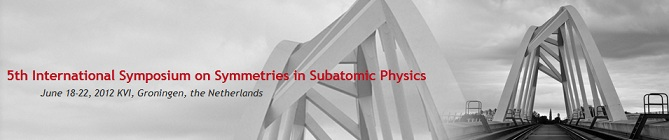 5th International Symposium on Symmetries in Subatomic Physics
June 18-22, 2012 KVI, Groningen, the Netherlands